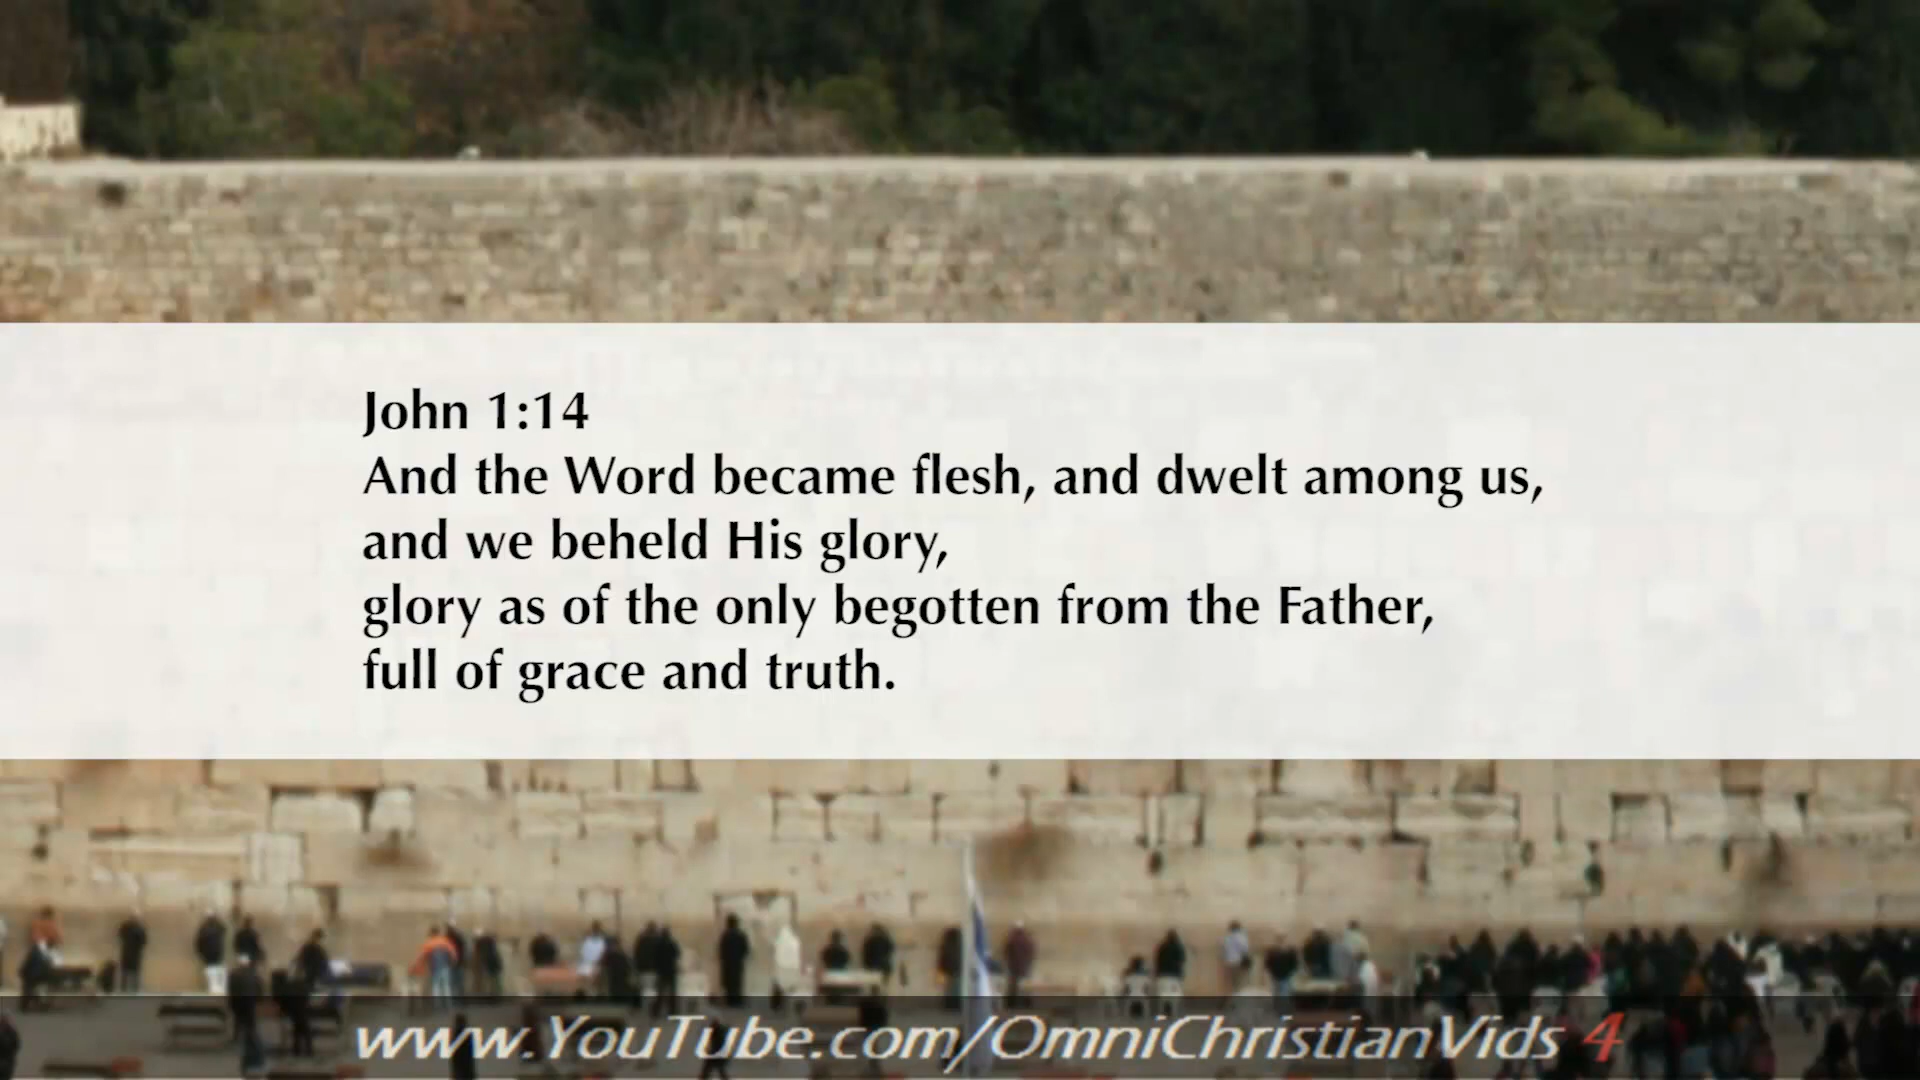 John 1:14
And the Word became flesh, and dwelt among us,
and we beheld His glory,
glory as of the only begotten from the Father,
full of grace and truth.
www.YouTube.com/OmniChristianVids 4